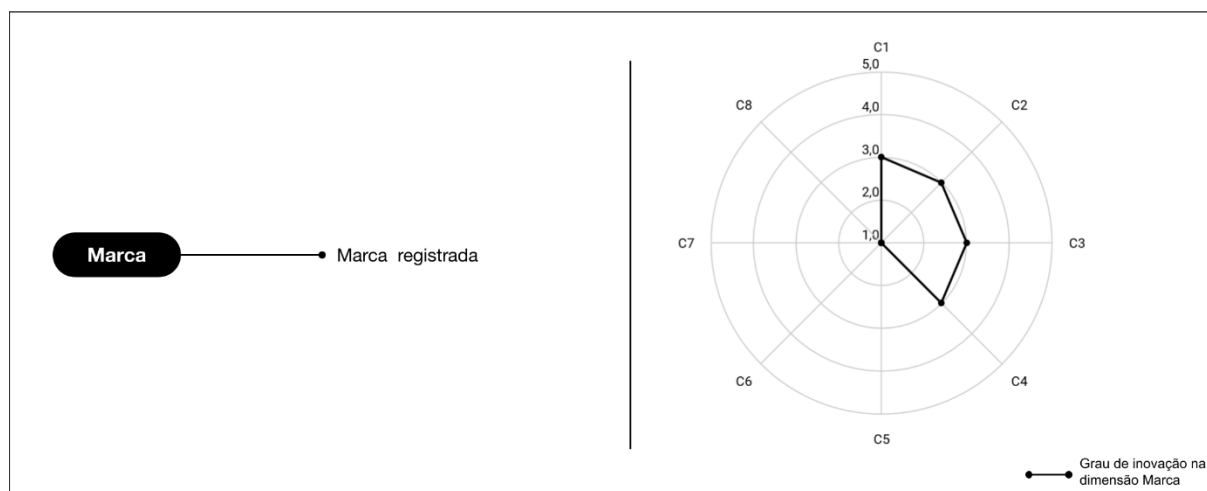 Marca
Marca registrada
C1
5,0
4,0
3,0
2,0
1,0
C2
C3
C4
C5
C6
C7
C8
Grau de inovação na
dimensão Marca